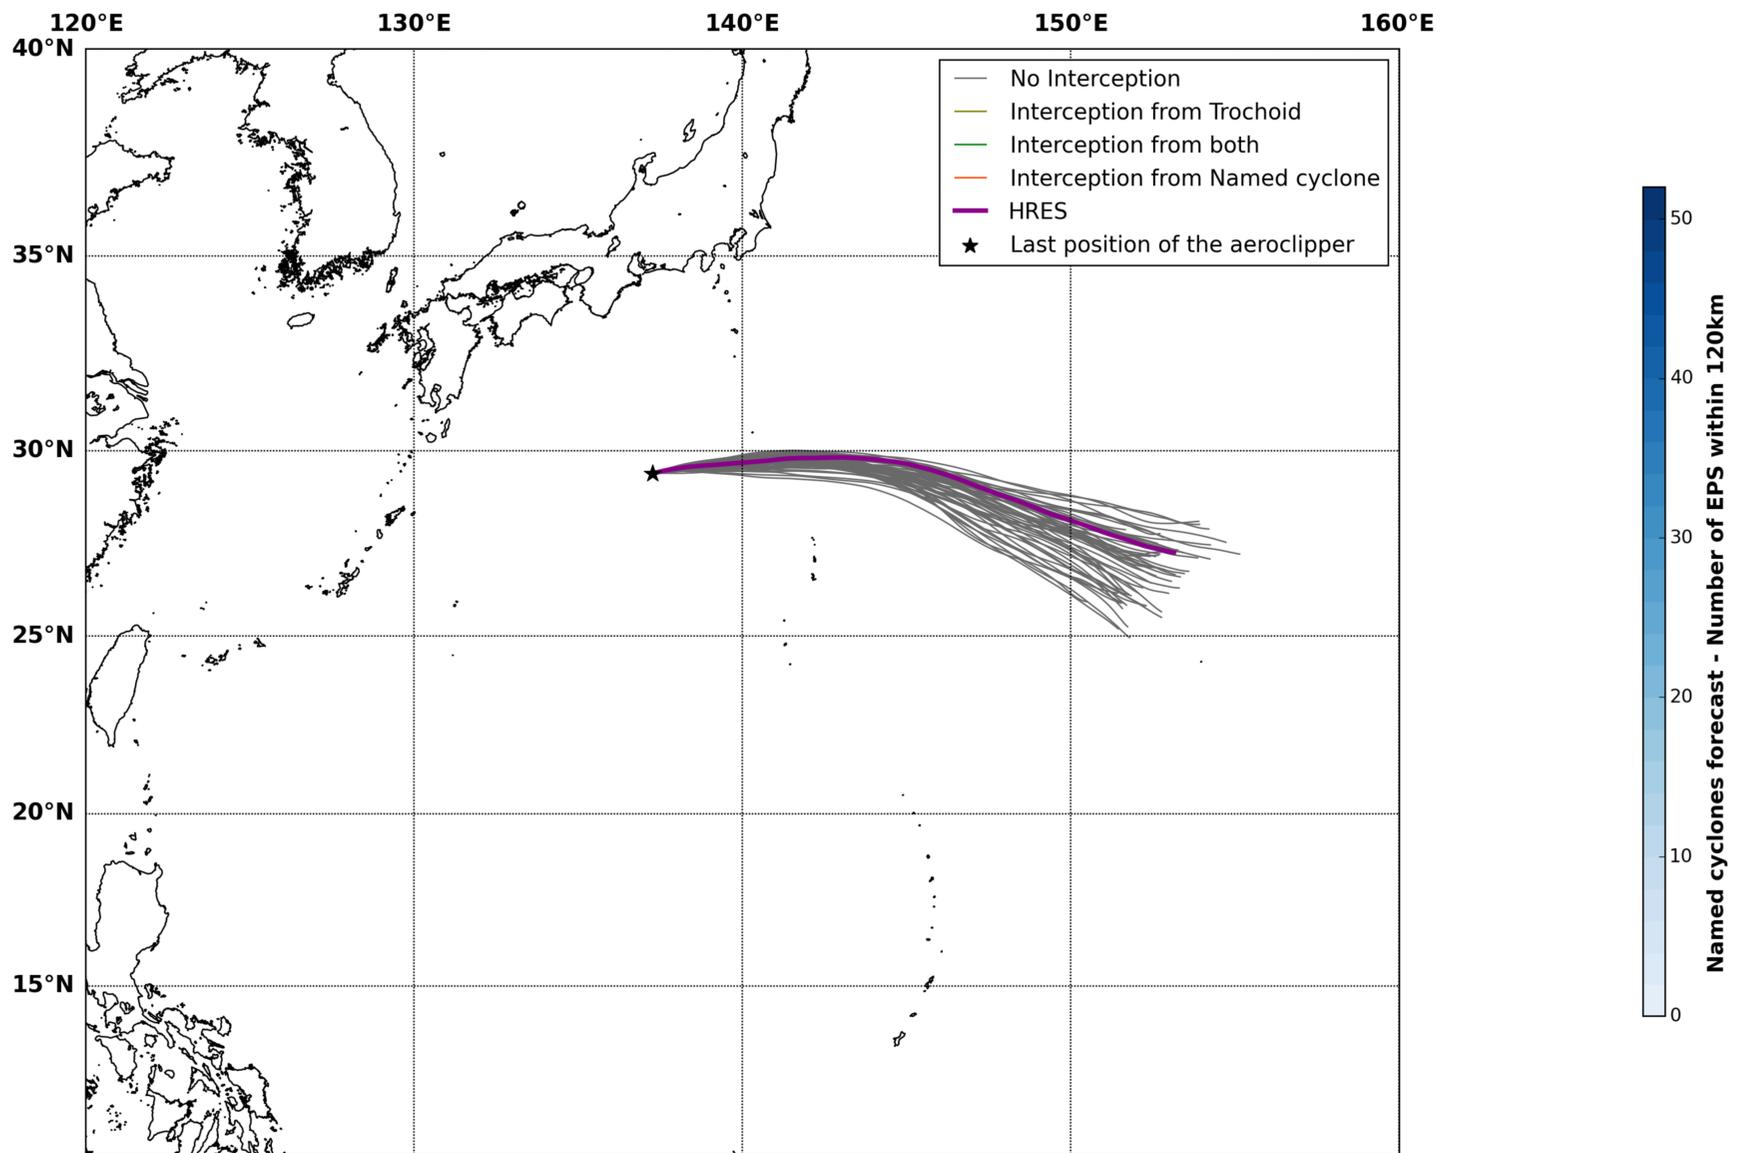 120°E 130°E 140°E 150°E 160°E
40°N
No Interception
Interception from Trochoid
Interception from both
Interception from Named cyclone
HRES
Last position of the aeroclipper
35°N
30°N
25°N
20°N
15°N
50
40
30
20
10
0
Named cyclones forecast - Number of EPS within 120km